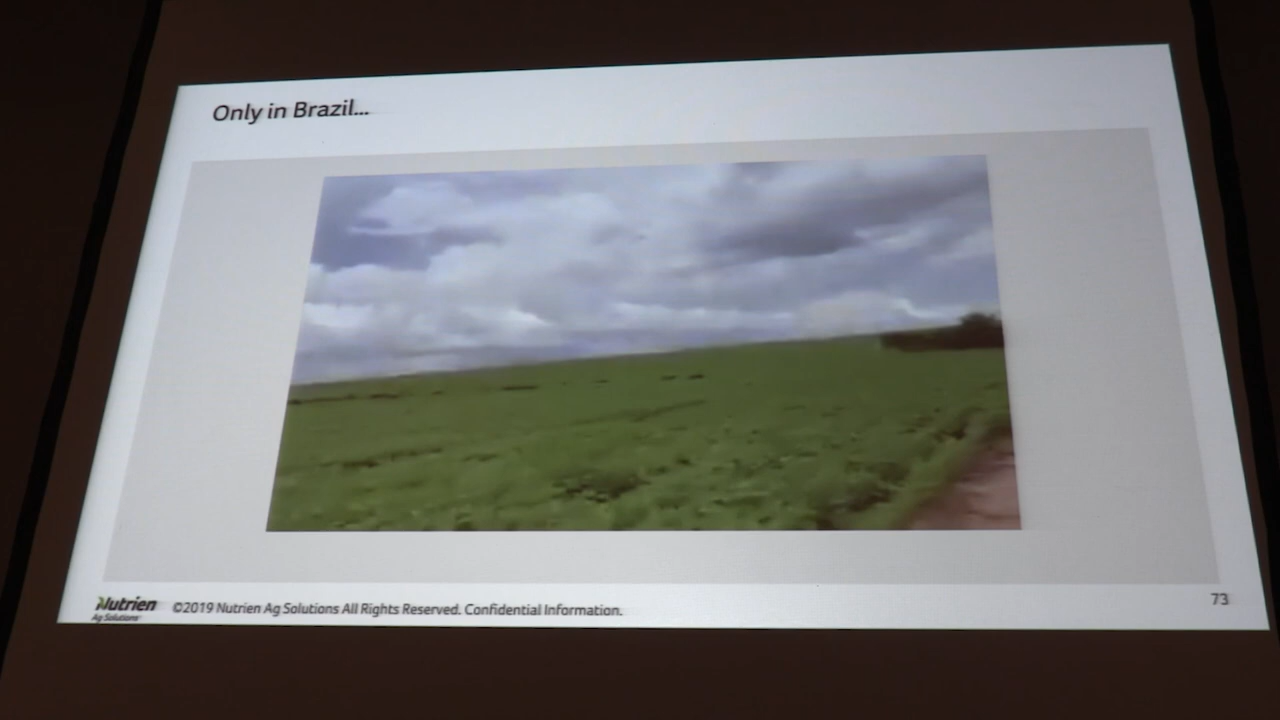 Only in Brazil...
Nutrien
Ag Solutions
©2019 Nutrien Ag Solutions All Rights Reserved. Confidential Information.
73